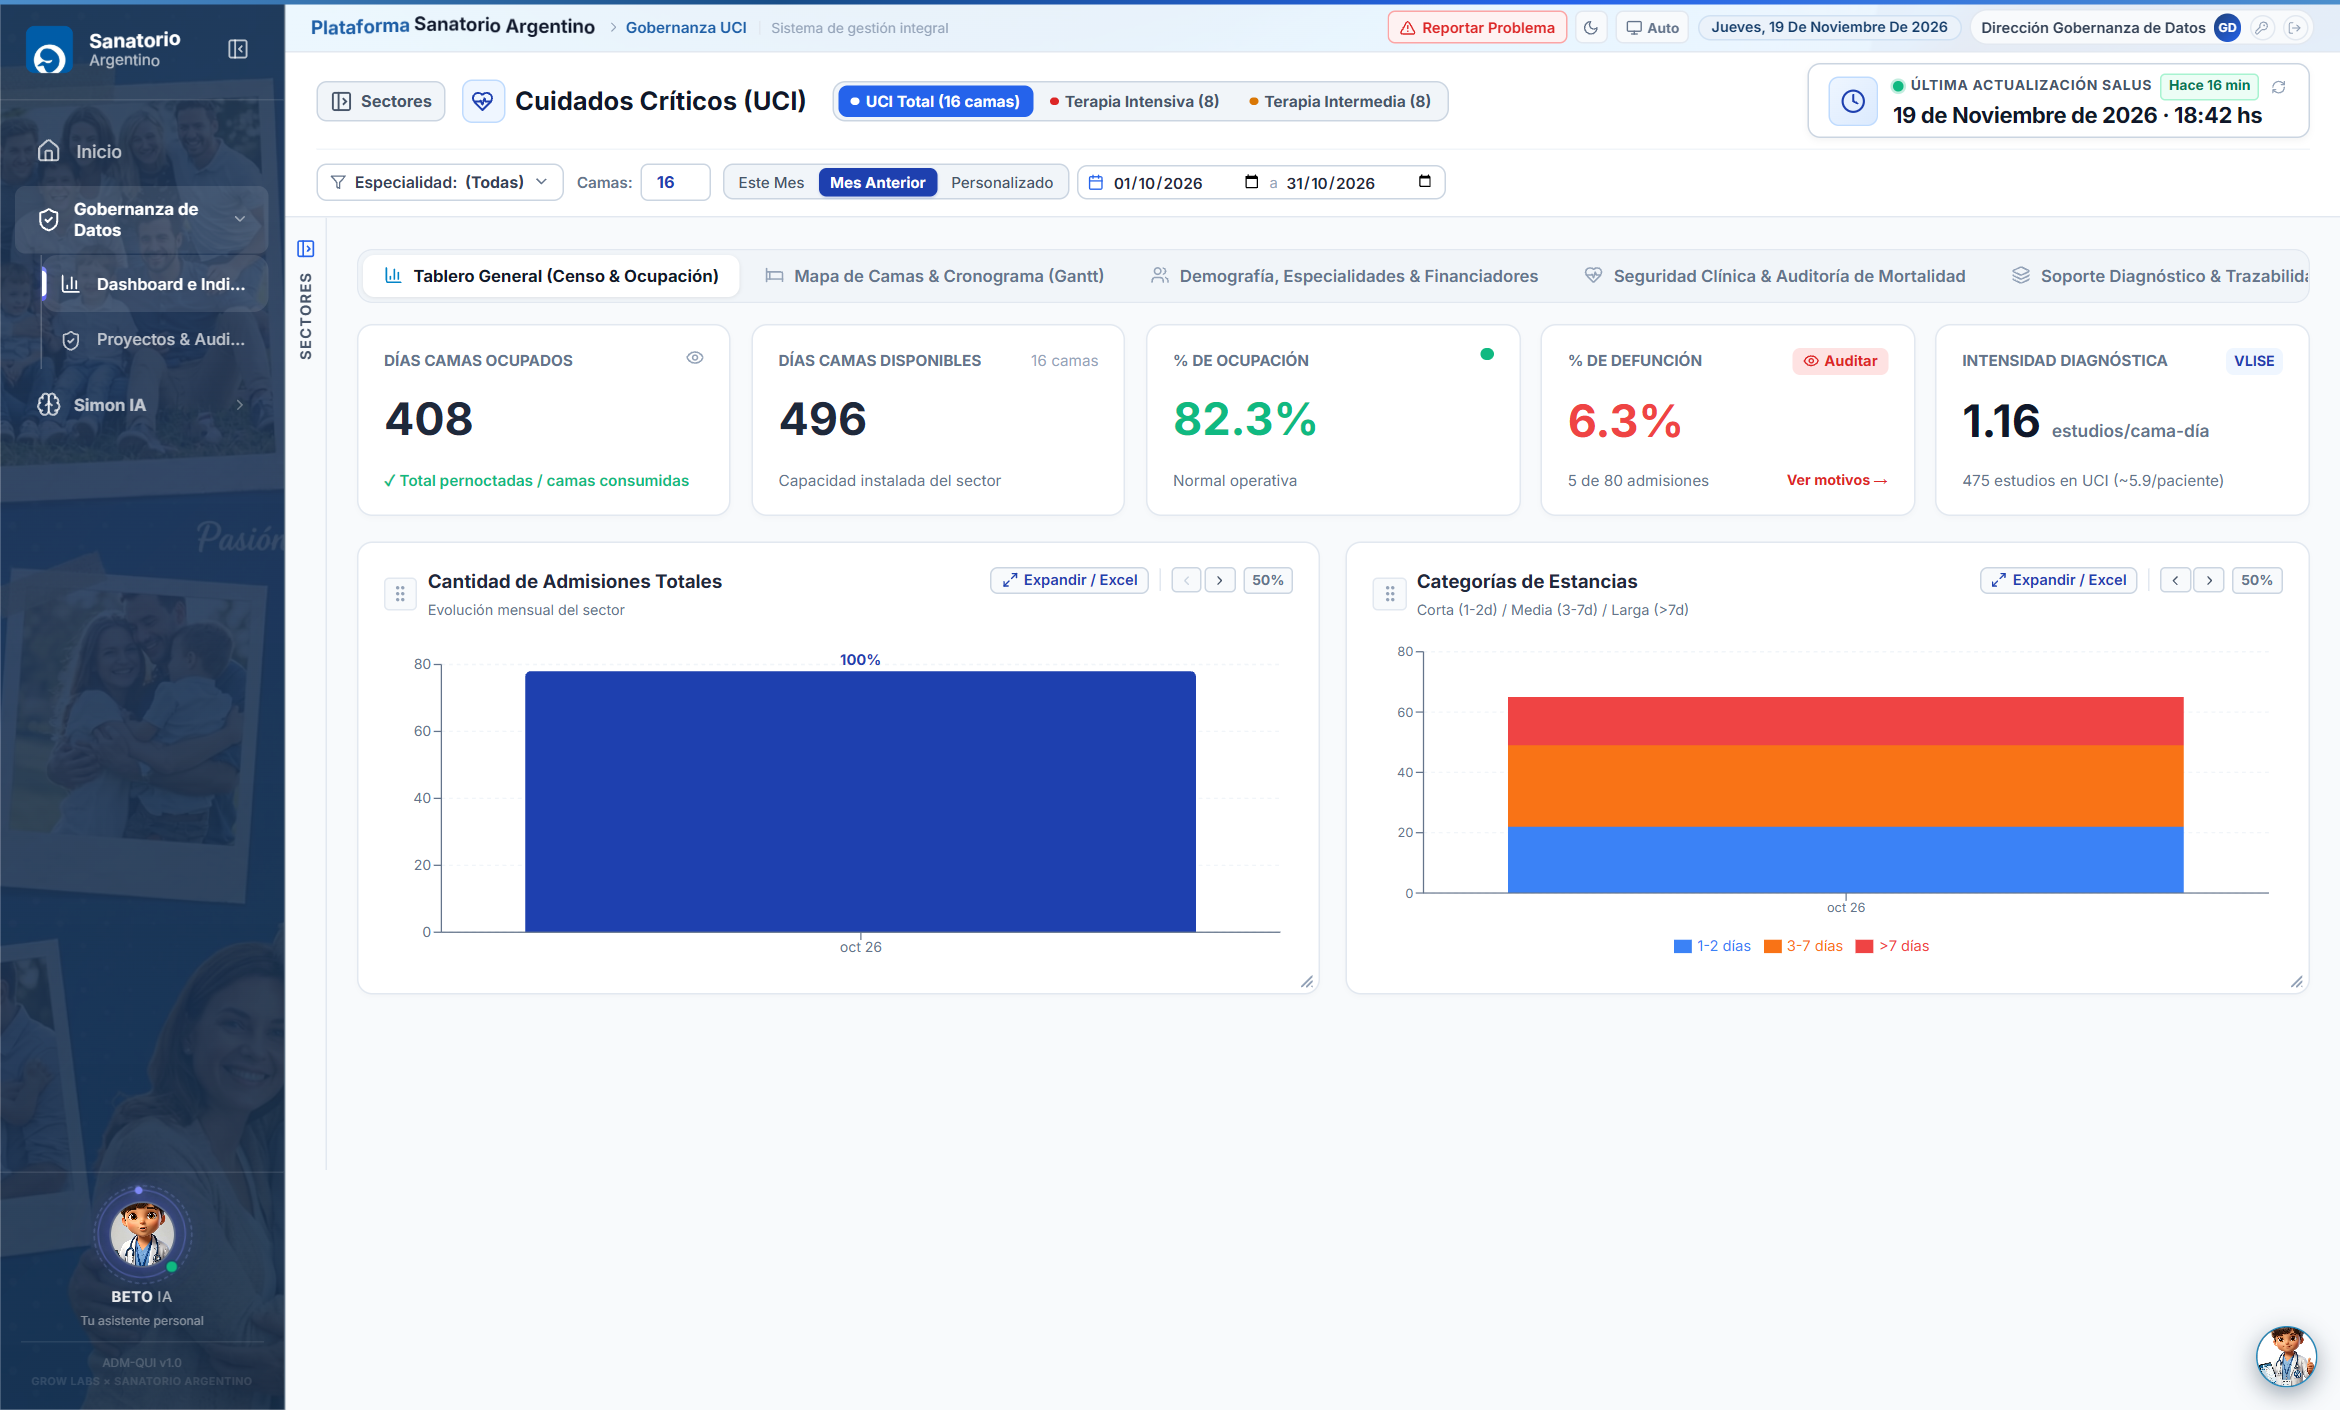 Sanatorio
Argentino
Inicio
Gobernanza de
Datos
Dashboard e Indi...
Proyectos & Audi...
Simon IA
Pasión
BETO IA
Tu asistente personal
ADM-QUI v1.0
GROW LABS × SANATORIO ARGENTINO
Plataforma Sanatorio Argentino
Gobernanza UCI
Sistema de gestión integral
Reportar Problema
Auto
Jueves, 19 De Noviembre De 2026
Dirección Gobernanza de Datos
GD
Sectores
Cuidados Críticos (UCI)
UCI Total (16 camas)
Terapia Intensiva (8)
Terapia Intermedia (8)
ÚLTIMA ACTUALIZACIÓN SALUS
Hace 16 min
19 de Noviembre de 2026 · 18:42 hs
Especialidad: (Todas)
Camas: 16
Este Mes
Mes Anterior
Personalizado
01/10/2026 a 31/10/2026
SECTORES
Tablero General (Censo & Ocupación)
Mapa de Camas & Cronograma (Gantt)
Demografía, Especialidades & Financiadores
Seguridad Clínica & Auditoría de Mortalidad
Soporte Diagnóstico & Trazabilida
DÍAS CAMAS OCUPADOS
408
✓ Total pernoctadas / camas consumidas
DÍAS CAMAS DISPONIBLES
16 camas
496
Capacidad instalada del sector
% DE OCUPACIÓN
82.3%
Normal operativa
% DE DEFUNCIÓN
Auditar
6.3%
5 de 80 admisiones
Ver motivos →
INTENSIDAD DIAGNÓSTICA
VLISE
1.16 estudios/cama-día
475 estudios en UCI (~5.9/paciente)
Cantidad de Admisiones Totales
Evolución mensual del sector
Expandir / Excel
50%
100%
80
60
40
20
0
oct 26
Categorías de Estancias
Corta (1-2d) / Media (3-7d) / Larga (>7d)
Expandir / Excel
50%
80
60
40
20
0
oct 26
1-2 días
3-7 días
>7 días